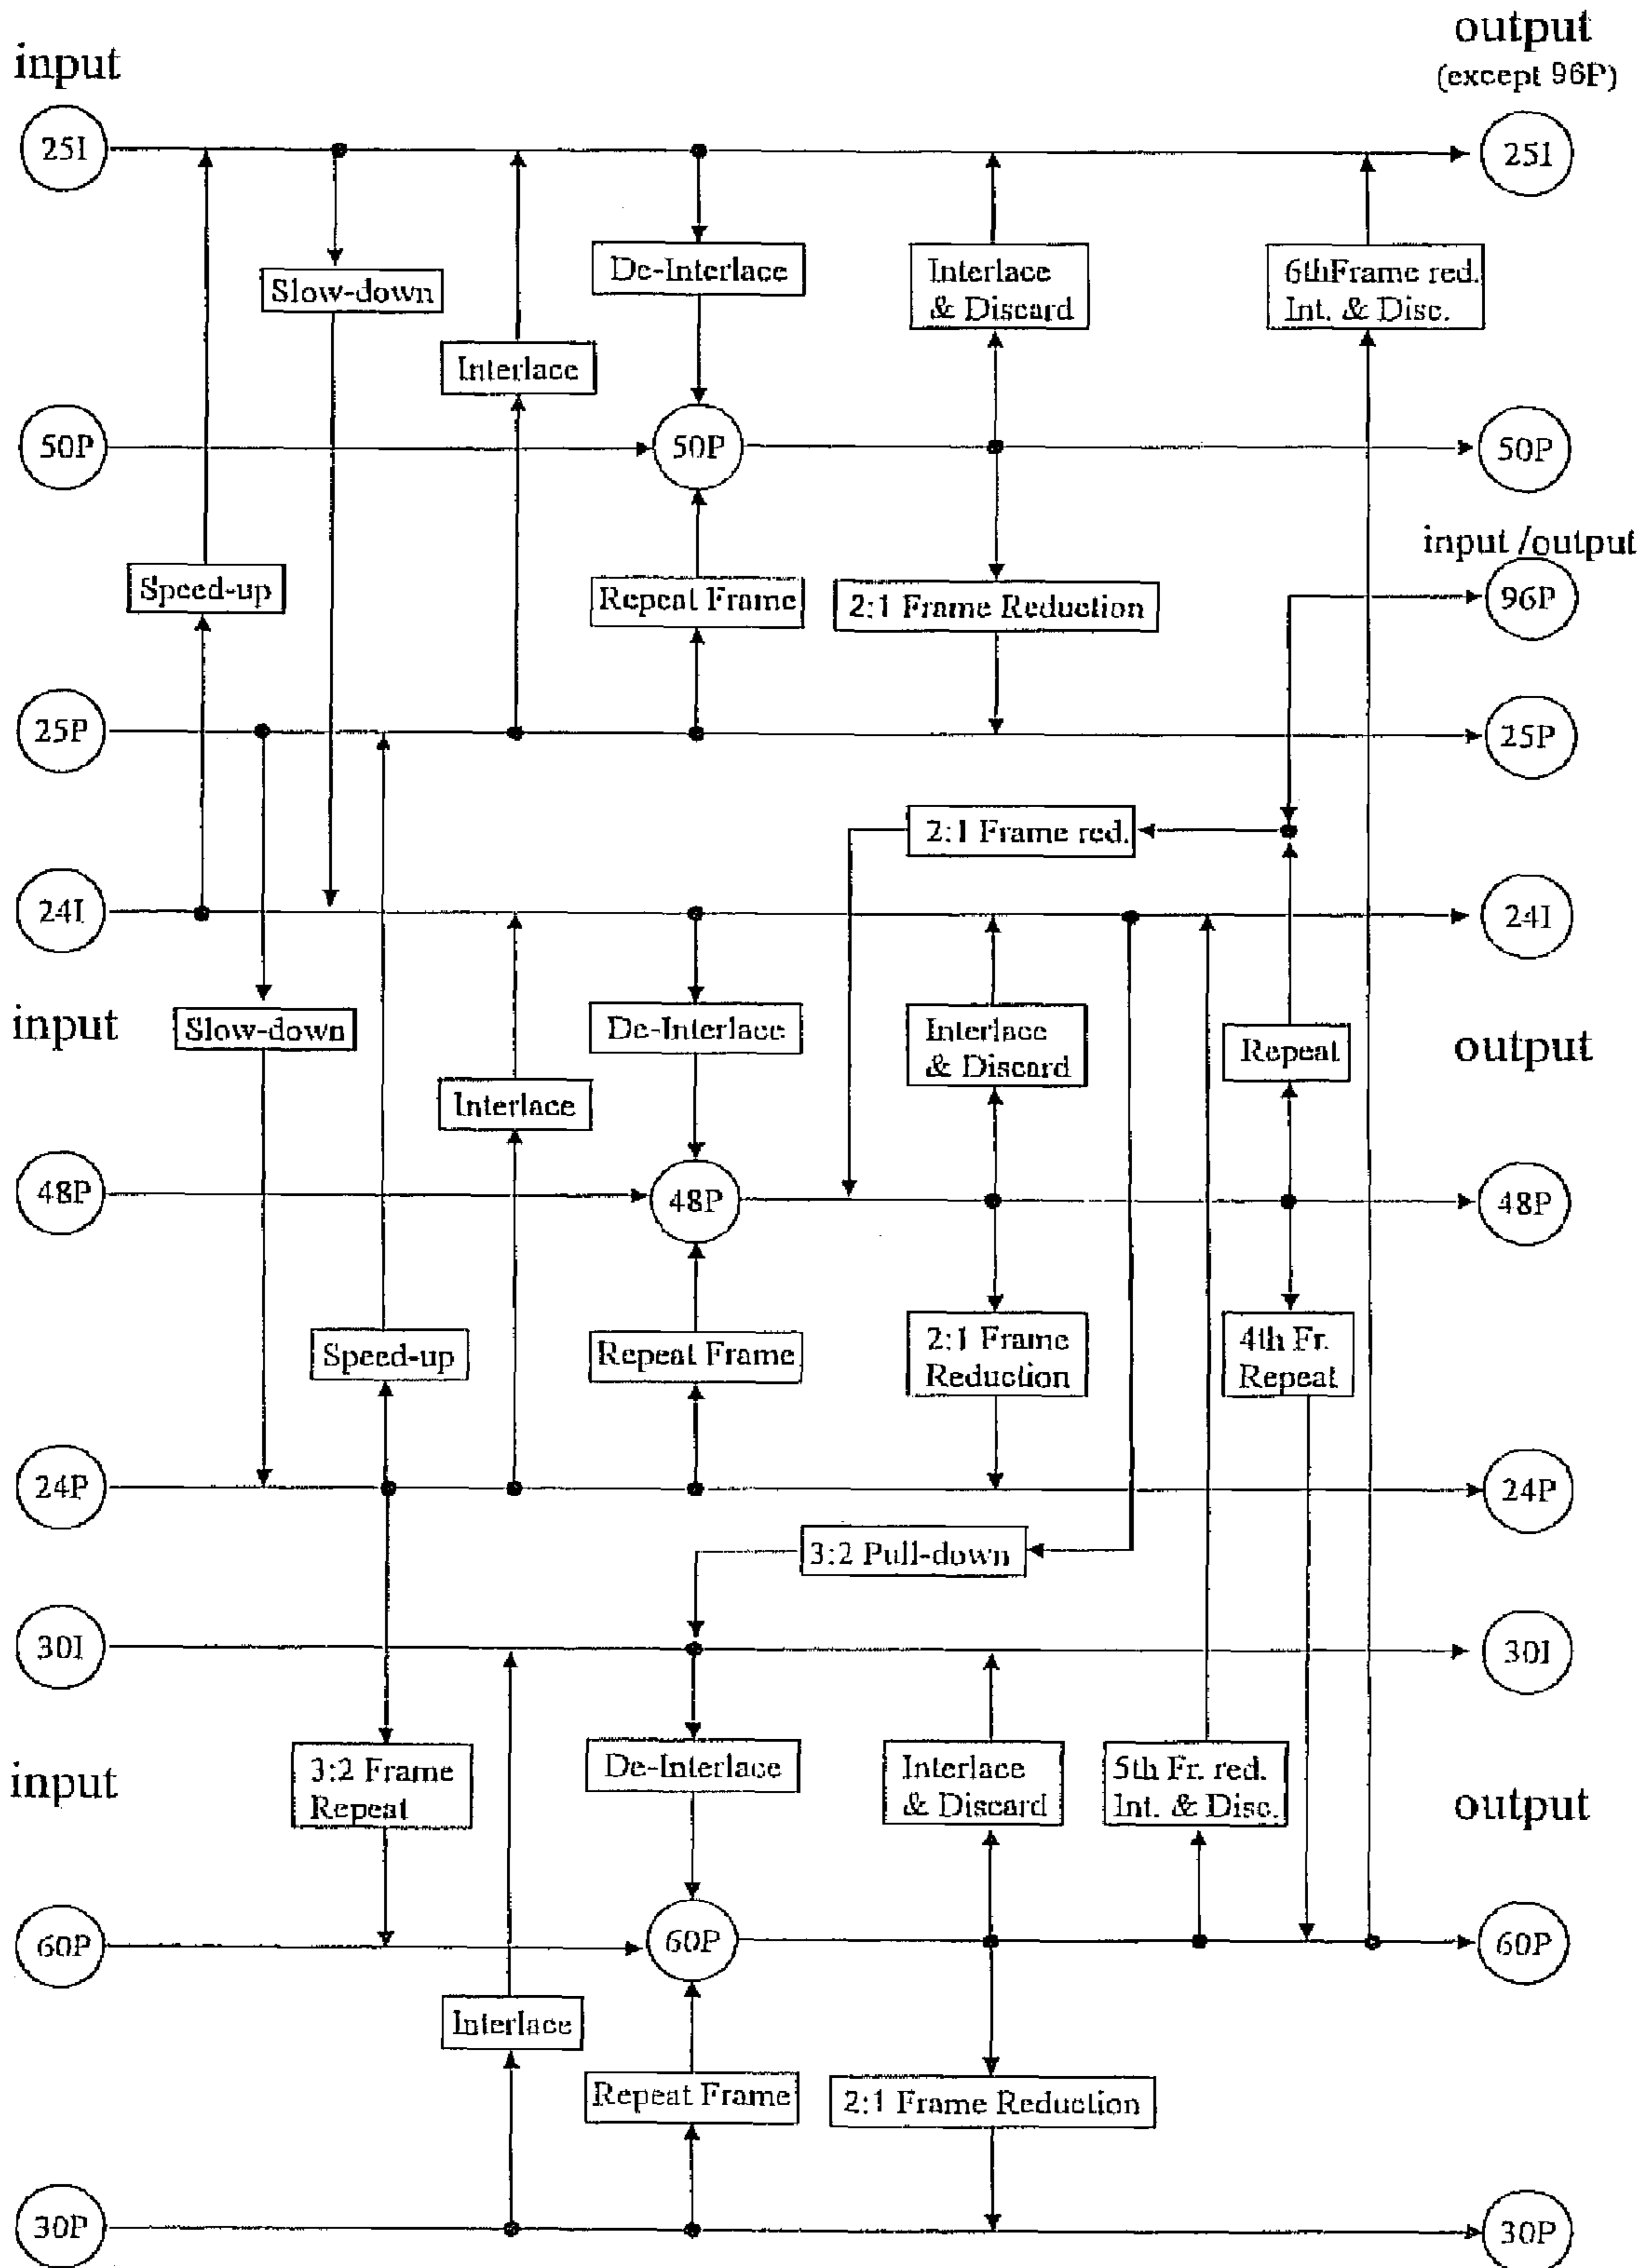 output
input
(except 96P)
25I
25I
De-Interlace
Interlace
& Discard
6thFrame red.
Int. & Disc.
Slow-down
Interlace
50P
50P
50P
input /output
Speed-up
Repeat Frame
2:1 Frame Reduction
96P
25P
25P
2:1 Frame red.
24I
24I
input
Slow-down
De-Interlace
Interlace
& Discard
Repeat
output
Interlace
48P
48P
48P
Speed-up
Repeat Frame
2:1 Frame
Reduction
4th Fr.
Repeat
24P
24P
3:2 Pull-down
30I
30I
input
3:2 Frame
Repeat
De-Interlace
Interlace
& Discard
5th Fr. red.
Int. & Disc.
output
60P
60P
60P
Interlace
Repeat Frame
2:1 Frame Reduction
30P
30P